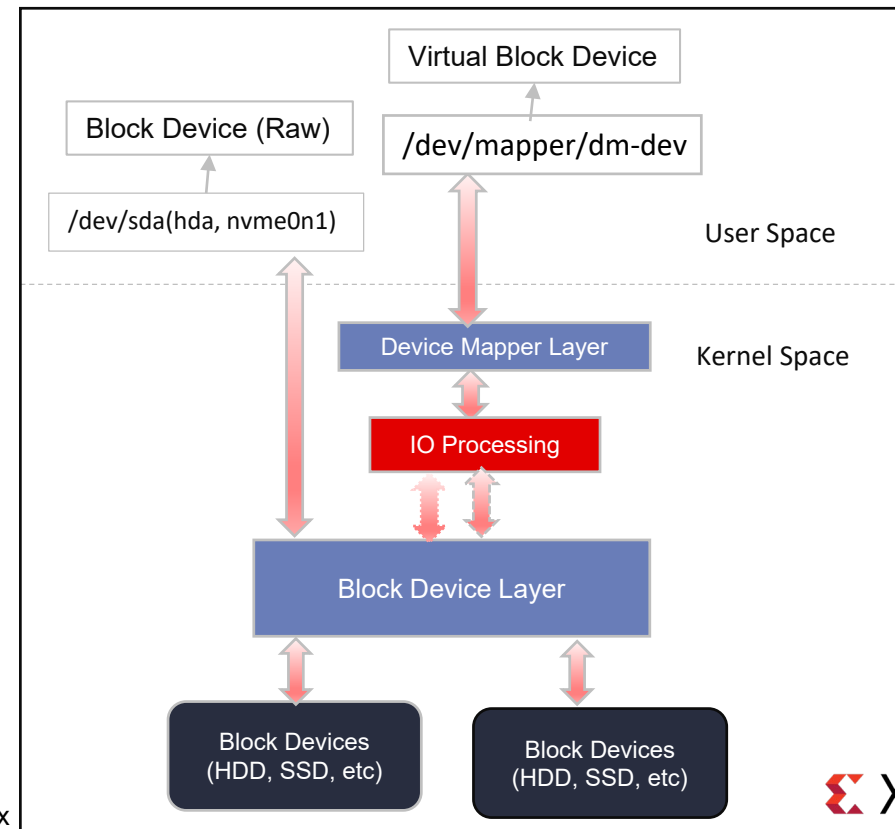 Virtual Block Device
Block Device (Raw)
/dev/mapper/dm-dev
/dev/sda(hda, nvme0n1)
User Space
Device Mapper Layer
Kernel Space
IO Processing
Block Device Layer
Block Devices
(HDD, SSD, etc)
Block Devices
(HDD, SSD, etc)
x